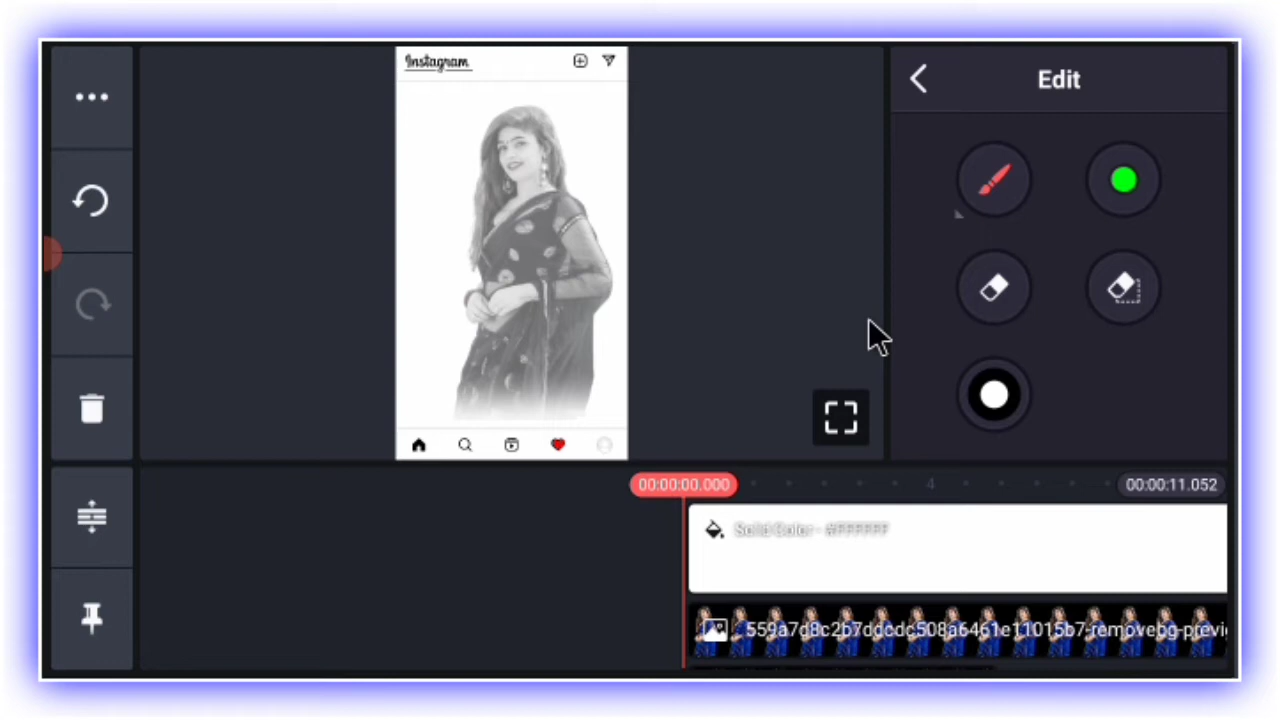 Instagram
Edit
00:00:00.000
4
00:00:11.052
Solid Color - #FFFFFF
559a7d8c2b7ddcdc508a6461e11015b7-removebg-previ